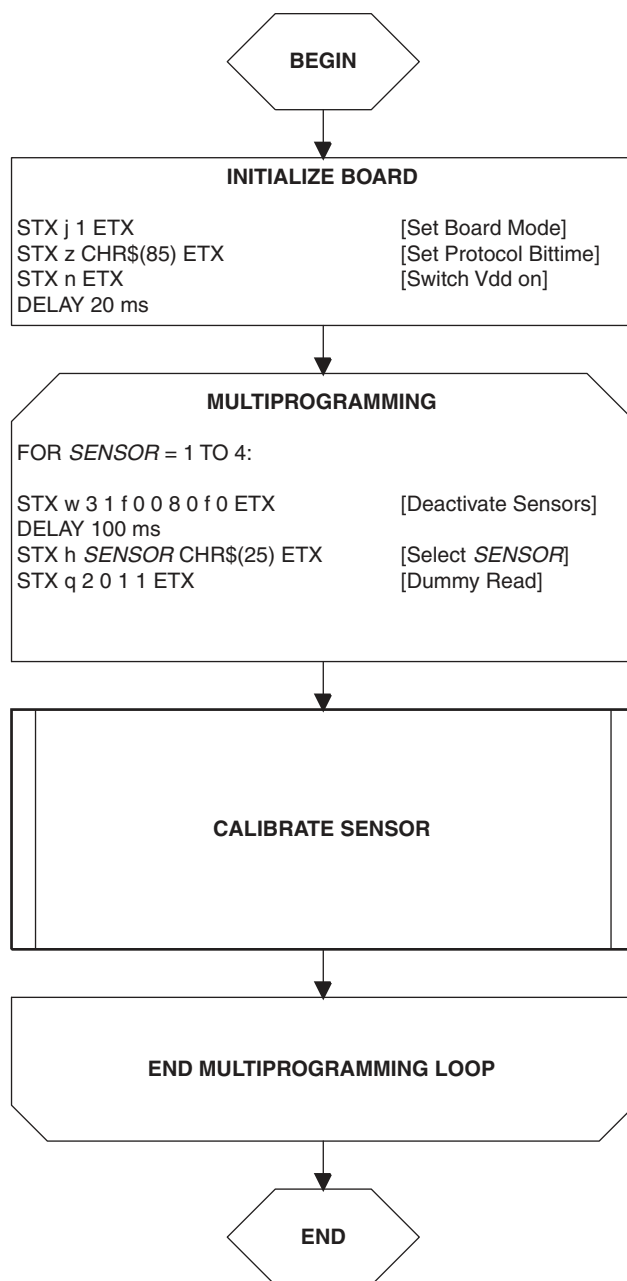 BEGIN
INITIALIZE BOARD
STX j 1 ETX [Set Board Mode]
STX z CHR$(85) ETX [Set Protocol Bittime]
STX n ETX [Switch Vdd on]
DELAY 20 ms
MULTIPROGRAMMING
FOR SENSOR = 1 TO 4:
STX w 3 1 f 0 0 8 0 f 0 ETX [Deactivate Sensors]
DELAY 100 ms
STX h SENSOR CHR$(25) ETX [Select SENSOR]
STX q 2 0 1 1 ETX [Dummy Read]
CALIBRATE SENSOR
END MULTIPROGRAMMING LOOP
END